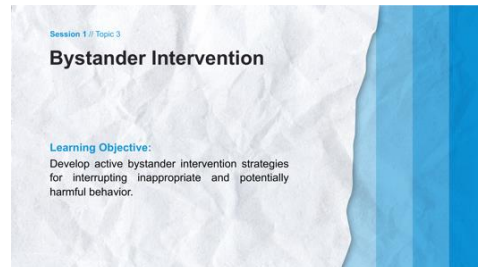 Session 1 // Topic 3
Bystander Intervention
Learning Objective:
Develop active bystander intervention strategies
for interrupting inappropriate and potentially
harmful behavior.